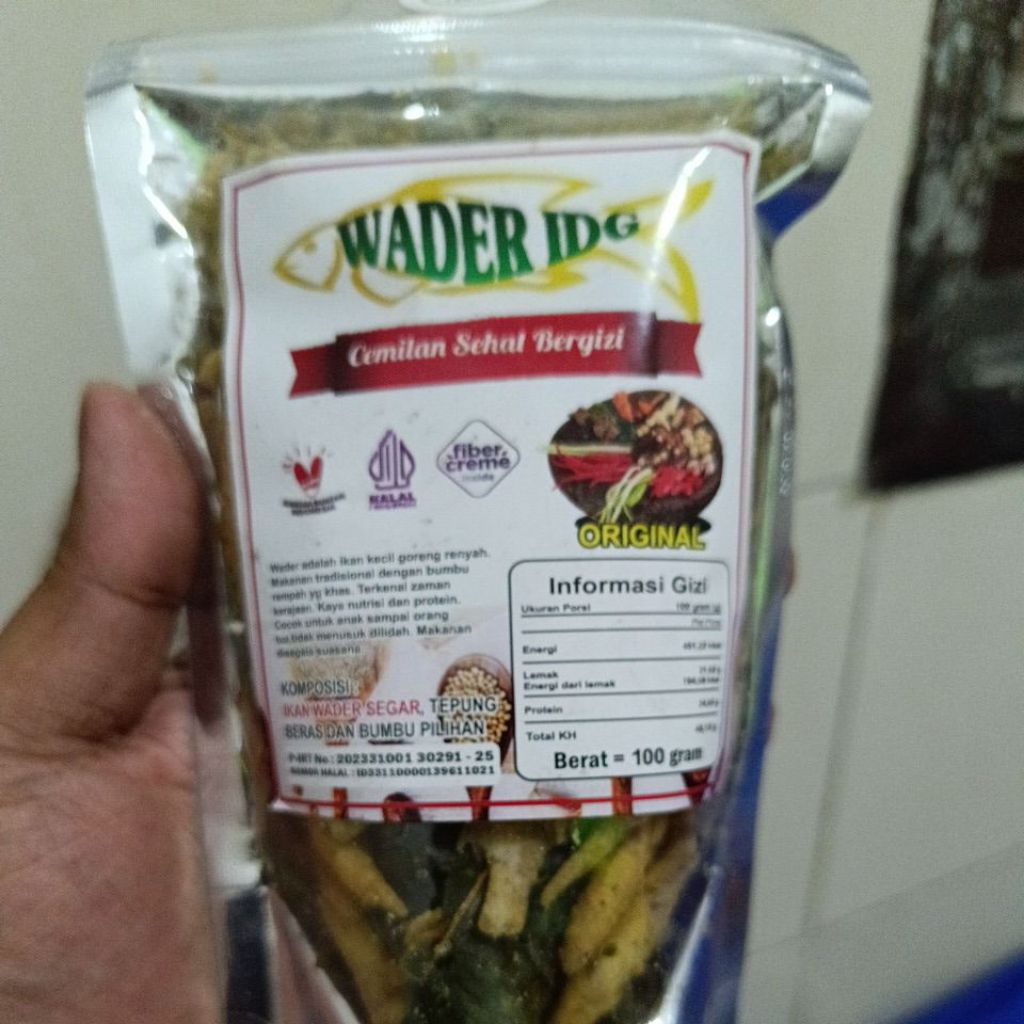 WADER IDG
Cemilan Sehat Bergizi
HALAL
fiber
creme
inside
ORIGINAL
Wader adalah ikan kecil goreng renyah.
Makanan tradisional dengan bumbu
rempah yg khas. Terkenal zaman
kerajaan. Kaya nutrisi dan protein.
Cocok untuk anak sampai orang
tua tidak menusuk dilidah. Makanan
suasana
KOMPOSISI :
IKAN WADER SEGAR, TEPUNG
BERAS DAN BUMBU PILIHAN
P-IRT No : 202331001 30291 - 25
NOMOR HALAL : ID33110000139611021
Informasi Gizi
Ukuran Porsi 100 gram
Energi
Lemak
Energi dari lemak
Protein
Total KH
Berat = 100 gram